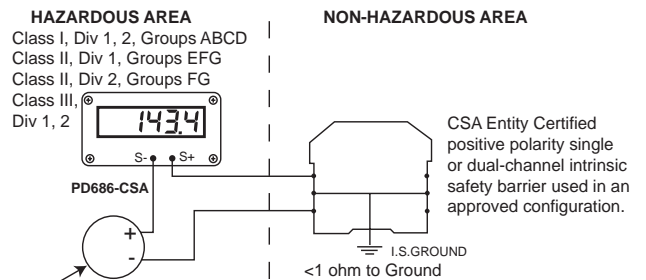 HAZARDOUS AREA
Class I, Div 1, 2, Groups ABCD
Class II, Div 1, Groups EFG
Class II, Div 2, Groups FG
Class III,
Div 1, 2
143.4
S- S+
PD686-CSA
+
-
NON-HAZARDOUS AREA
CSA Entity Certified
positive polarity single
or dual-channel intrinsic
safety barrier used in an
approved configuration.
I.S.GROUND
<1 ohm to Ground